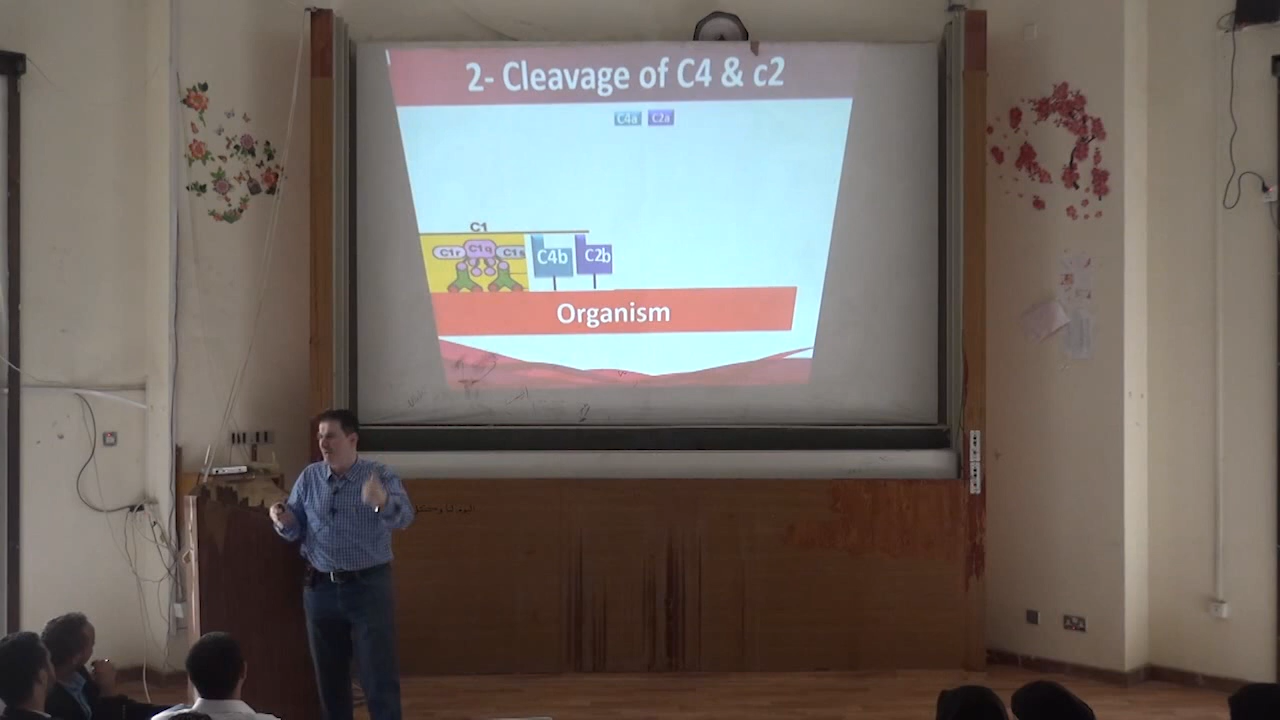 2- Cleavage of C4 & c2
C4a C2a
C1
C1r C1q C1s
C4b C2b
Organism